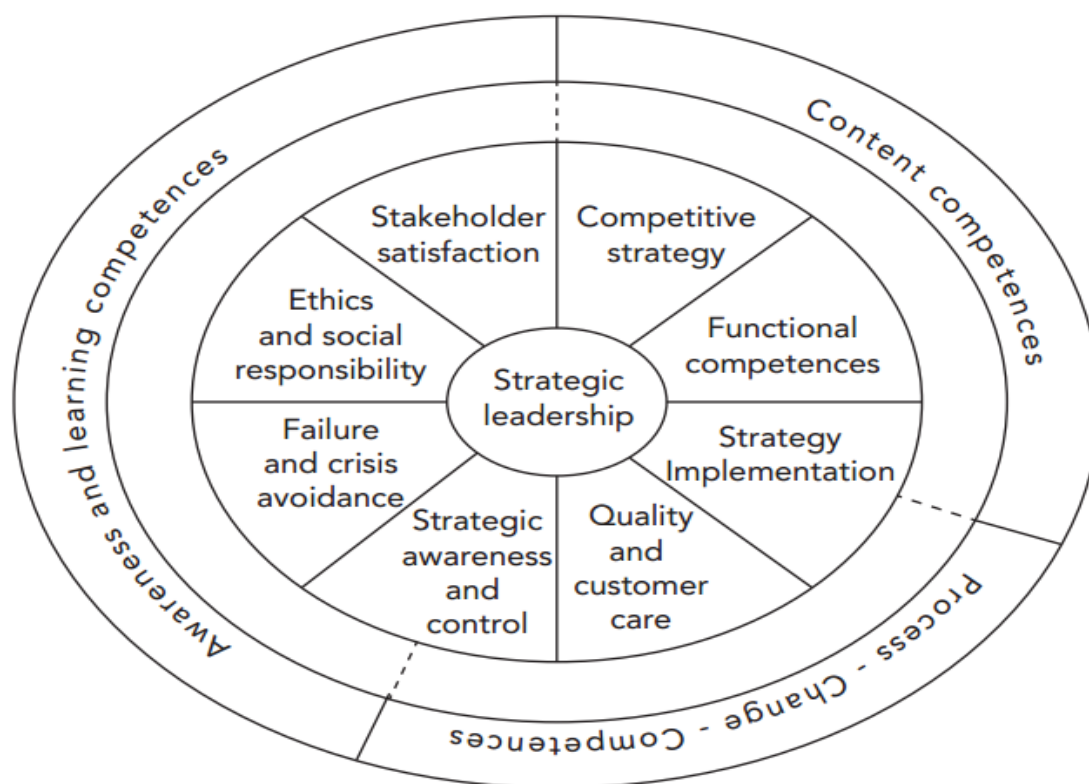 Content competences
Awareness and learning competences
Process - Change - Competences
Stakeholder
satisfaction
Competitive
strategy
Ethics
and social
responsibility
Functional
competences
Strategic
leadership
Failure
and crisis
avoidance
Strategy
Implementation
Strategic
awareness
and
control
Quality
and
customer
care